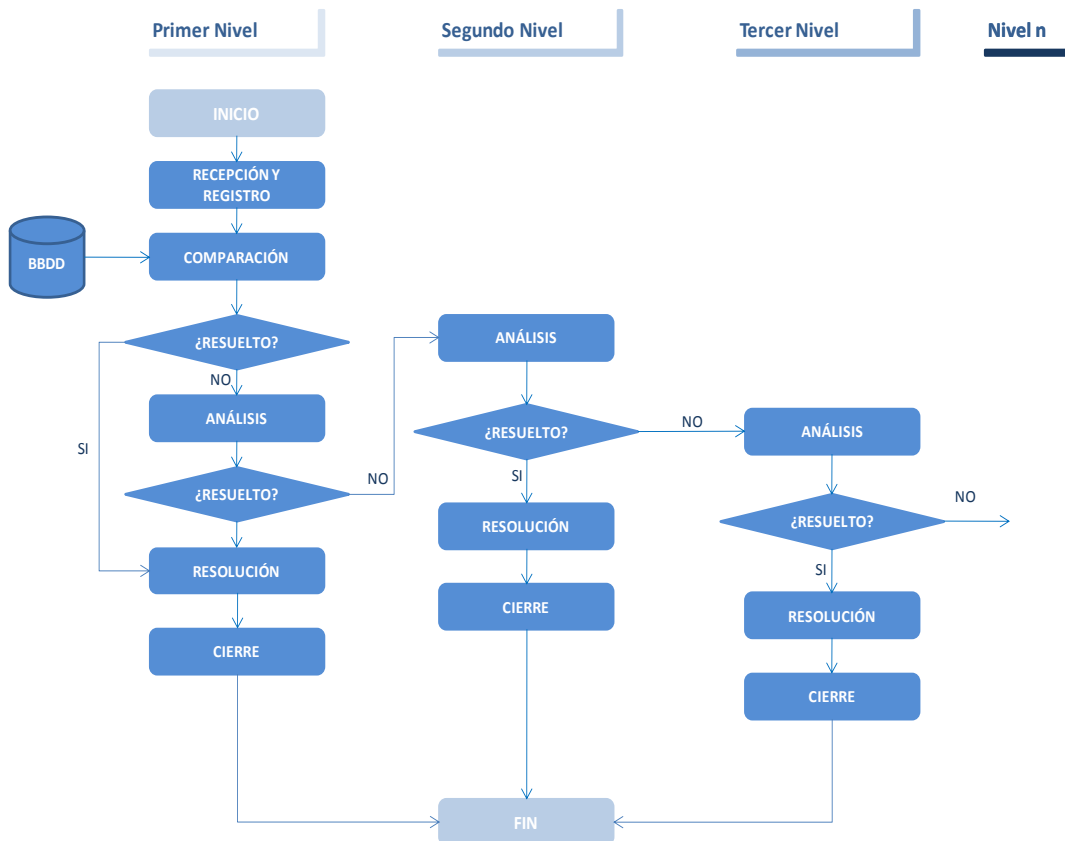 Primer Nivel
Segundo Nivel
Tercer Nivel
Nivel n
INICIO
RECEPCIÓN Y
REGISTRO
BBDD
COMPARACIÓN
¿RESUELTO?
NO
SI
ANÁLISIS
¿RESUELTO?
NO
RESOLUCIÓN
CIERRE
ANÁLISIS
¿RESUELTO?
NO
SI
RESOLUCIÓN
CIERRE
ANÁLISIS
¿RESUELTO?
NO
SI
RESOLUCIÓN
CIERRE
FIN